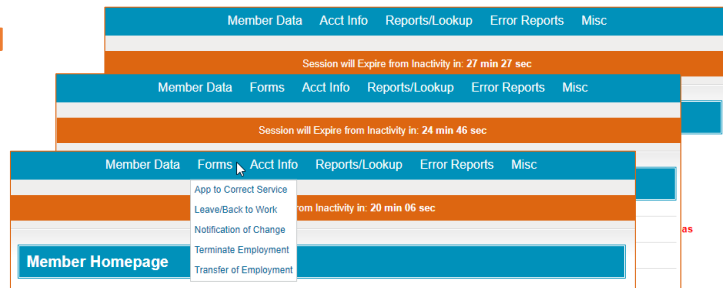 Member Data Acct Info Reports/Lookup Error Reports Misc
Session will Expire from Inactivity in: 27 min 27 sec
Member Data Forms Acct Info Reports/Lookup Error Reports Misc
Session will Expire from Inactivity in: 24 min 46 sec
Member Data Forms Acct Info Reports/Lookup Error Reports Misc
App to Correct Service
Leave/Back to Work
om Inactivity in: 20 min 06 sec
Notification of Change
as
Terminate Employment
Member Homepage
Transfer of Employment